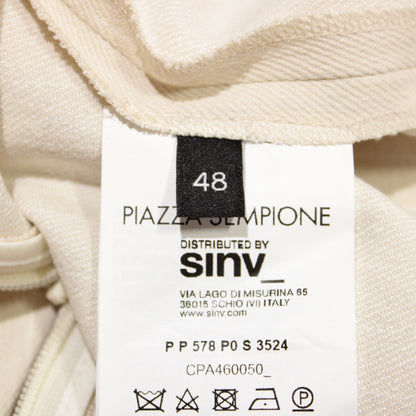 48
PIAZZA SEMPIONE
DISTRIBUTED BY
sinv_
VIA LAGO DI MISURINA 65
36015 SCHIO (VI) ITALY
www.sinv.com
P P 578 P0 S 3524
CPA460050_
P